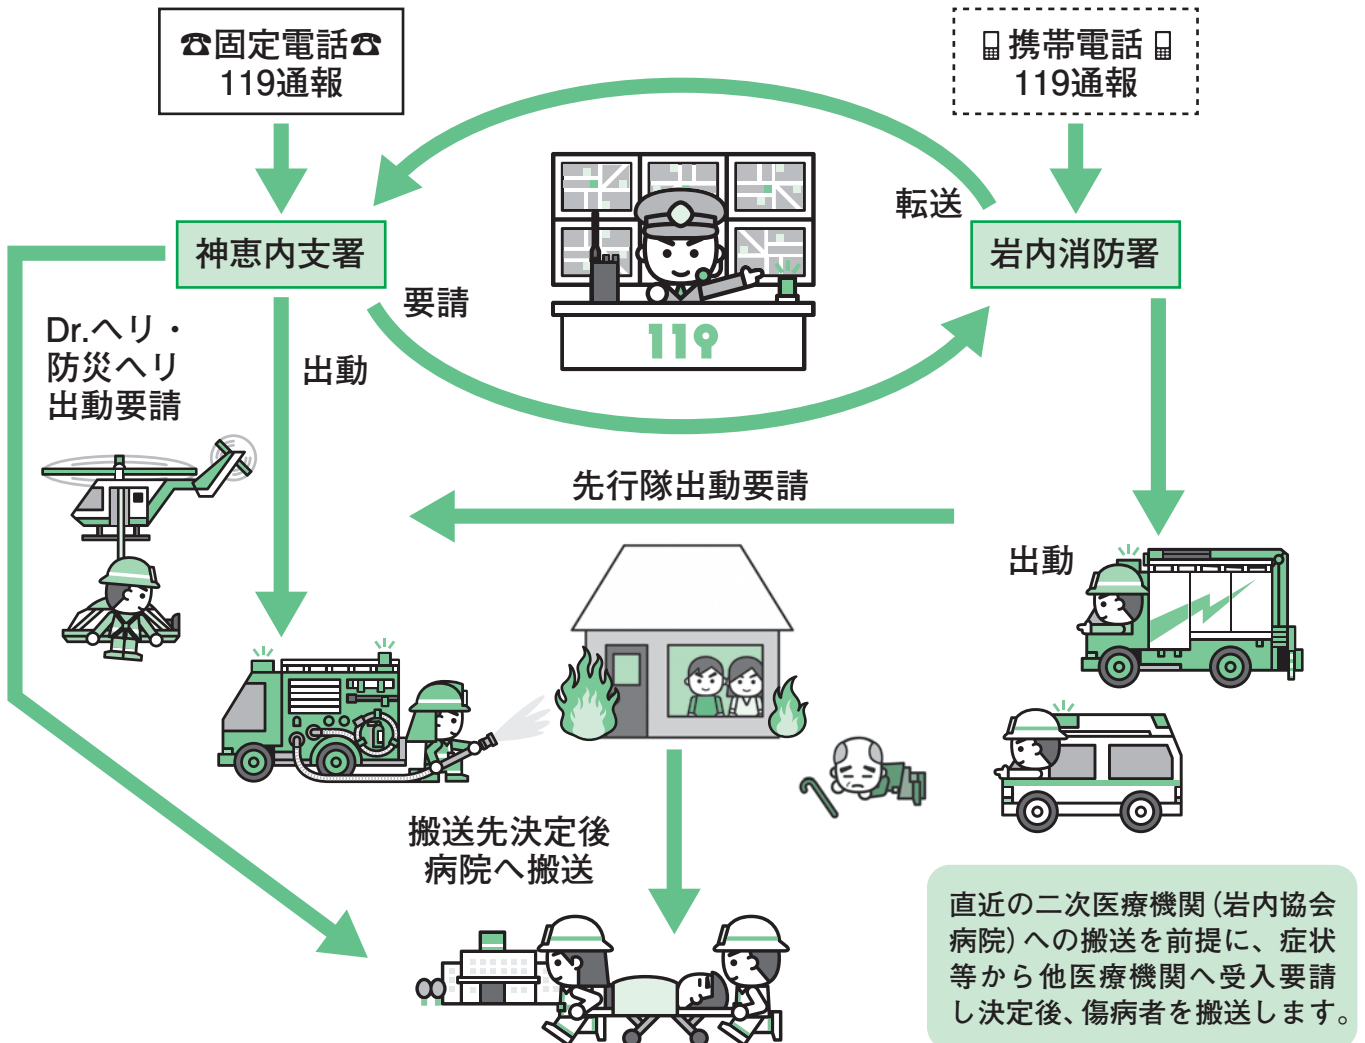 ☎固定電話☎
119通報
携帯電話
119通報
転送
神恵内支署
岩内消防署
要請
119
Dr.ヘリ・
防災ヘリ
出動要請
出動
先行隊出動要請
出動
搬送先決定後
病院へ搬送
直近の二次医療機関(岩内協会
病院)への搬送を前提に、症状
等から他医療機関へ受入要請
し決定後、傷病者を搬送します。